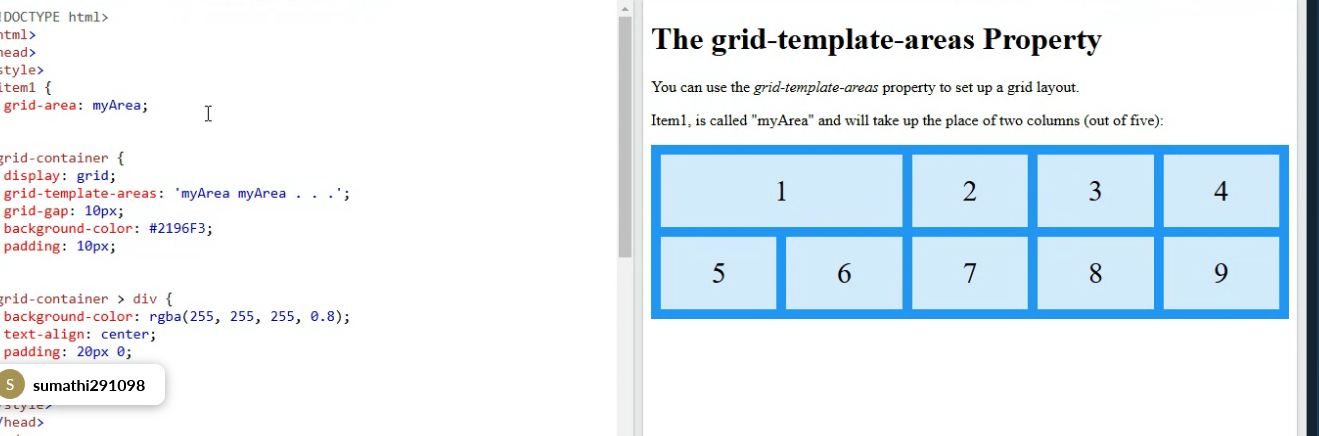 !DOCTYPE html>
html>
head>
style>
item1 {
grid-area: myArea;
grid-container {
display: grid;
grid-template-areas: 'myArea myArea . . .';
grid-gap: 10px;
background-color: #2196F3;
padding: 10px;
grid-container > div {
background-color: rgba(255, 255, 255, 0.8);
text-align: center;
padding: 20px 0;
S sumathi291098
/style>
/head>
The grid-template-areas Property
You can use the grid-template-areas property to set up a grid layout.
Item1, is called "myArea" and will take up the place of two columns (out of five):
1 2 3 4
5 6 7 8 9